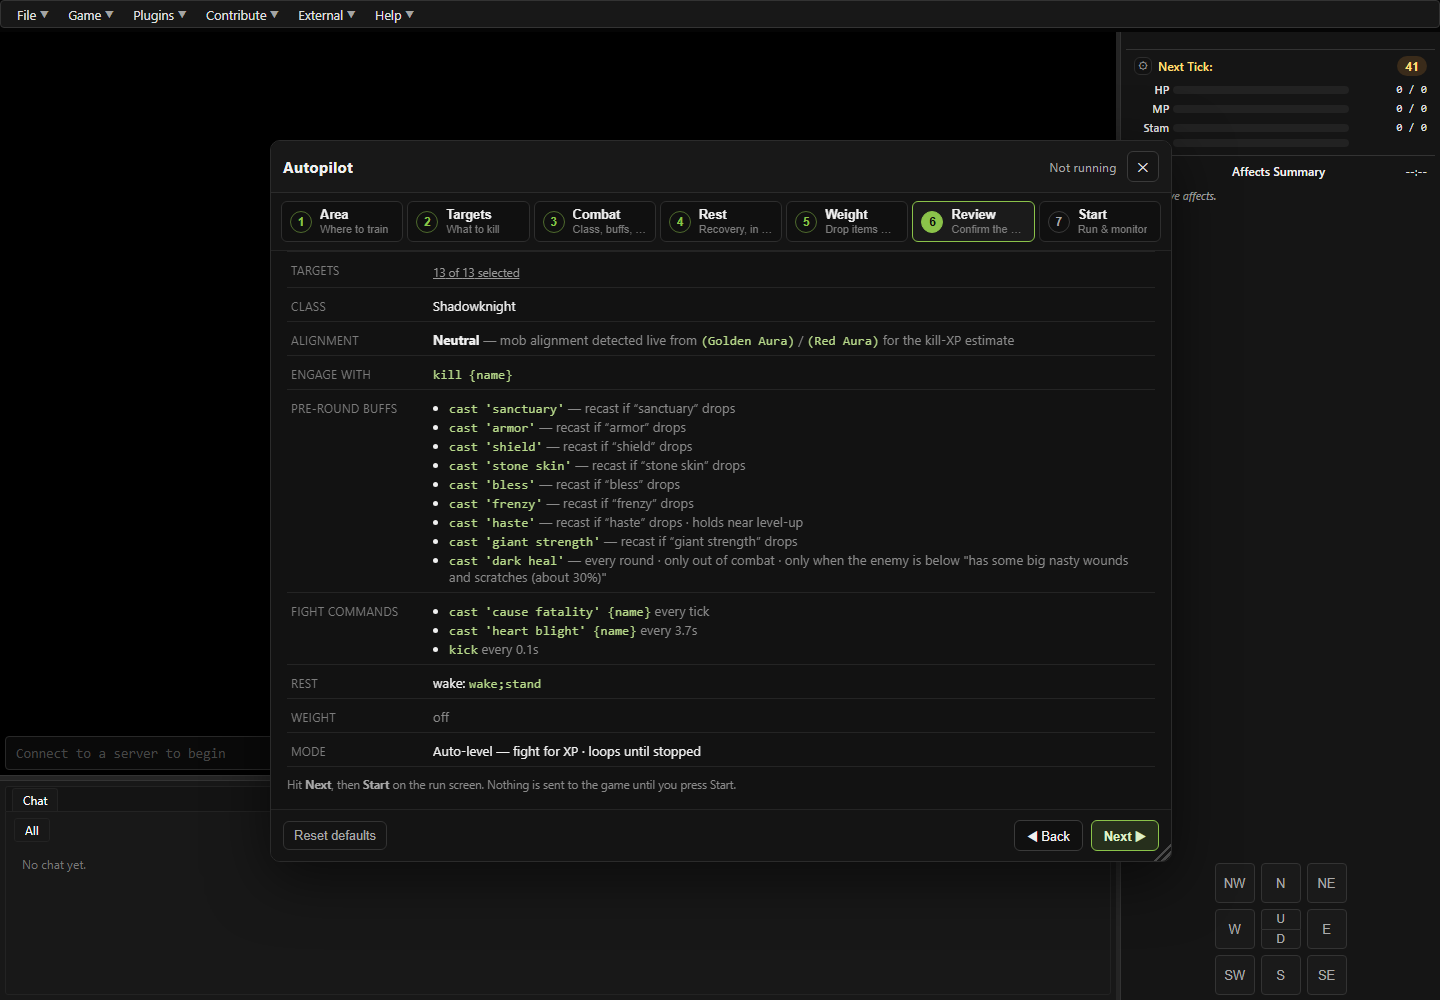 File ▼ Game ▼ Plugins ▼ Contribute ▼ External ▼ Help ▼
Next Tick: 41
HP 0 / 0
MP 0 / 0
Stam 0 / 0
Affects Summary --:--
ve affects.
Autopilot Not running ×
1 Area Where to train
2 Targets What to kill
3 Combat Class, buffs, ...
4 Rest Recovery, in ...
5 Weight Drop items ...
6 Review Confirm the ...
7 Start Run & monitor
TARGETS 13 of 13 selected
CLASS Shadowknight
ALIGNMENT Neutral — mob alignment detected live from (Golden Aura) / (Red Aura) for the kill-XP estimate
ENGAGE WITH kill {name}
PRE-ROUND BUFFS
• cast 'sanctuary' — recast if “sanctuary” drops
• cast 'armor' — recast if “armor” drops
• cast 'shield' — recast if “shield” drops
• cast 'stone skin' — recast if “stone skin” drops
• cast 'bless' — recast if “bless” drops
• cast 'frenzy' — recast if “frenzy” drops
• cast 'haste' — recast if “haste” drops · holds near level-up
• cast 'giant strength' — recast if “giant strength” drops
• cast 'dark heal' — every round · only out of combat · only when the enemy is below "has some big nasty wounds
and scratches (about 30%)"
FIGHT COMMANDS
• cast 'cause fatality' {name} every tick
• cast 'heart blight' {name} every 3.7s
• kick every 0.1s
REST wake: wake;stand
WEIGHT off
MODE Auto-level — fight for XP · loops until stopped
Hit Next, then Start on the run screen. Nothing is sent to the game until you press Start.
Reset defaults ◀ Back Next ▶
Connect to a server to begin
Chat
All
No chat yet.
NW N NE
W U D E
SW S SE